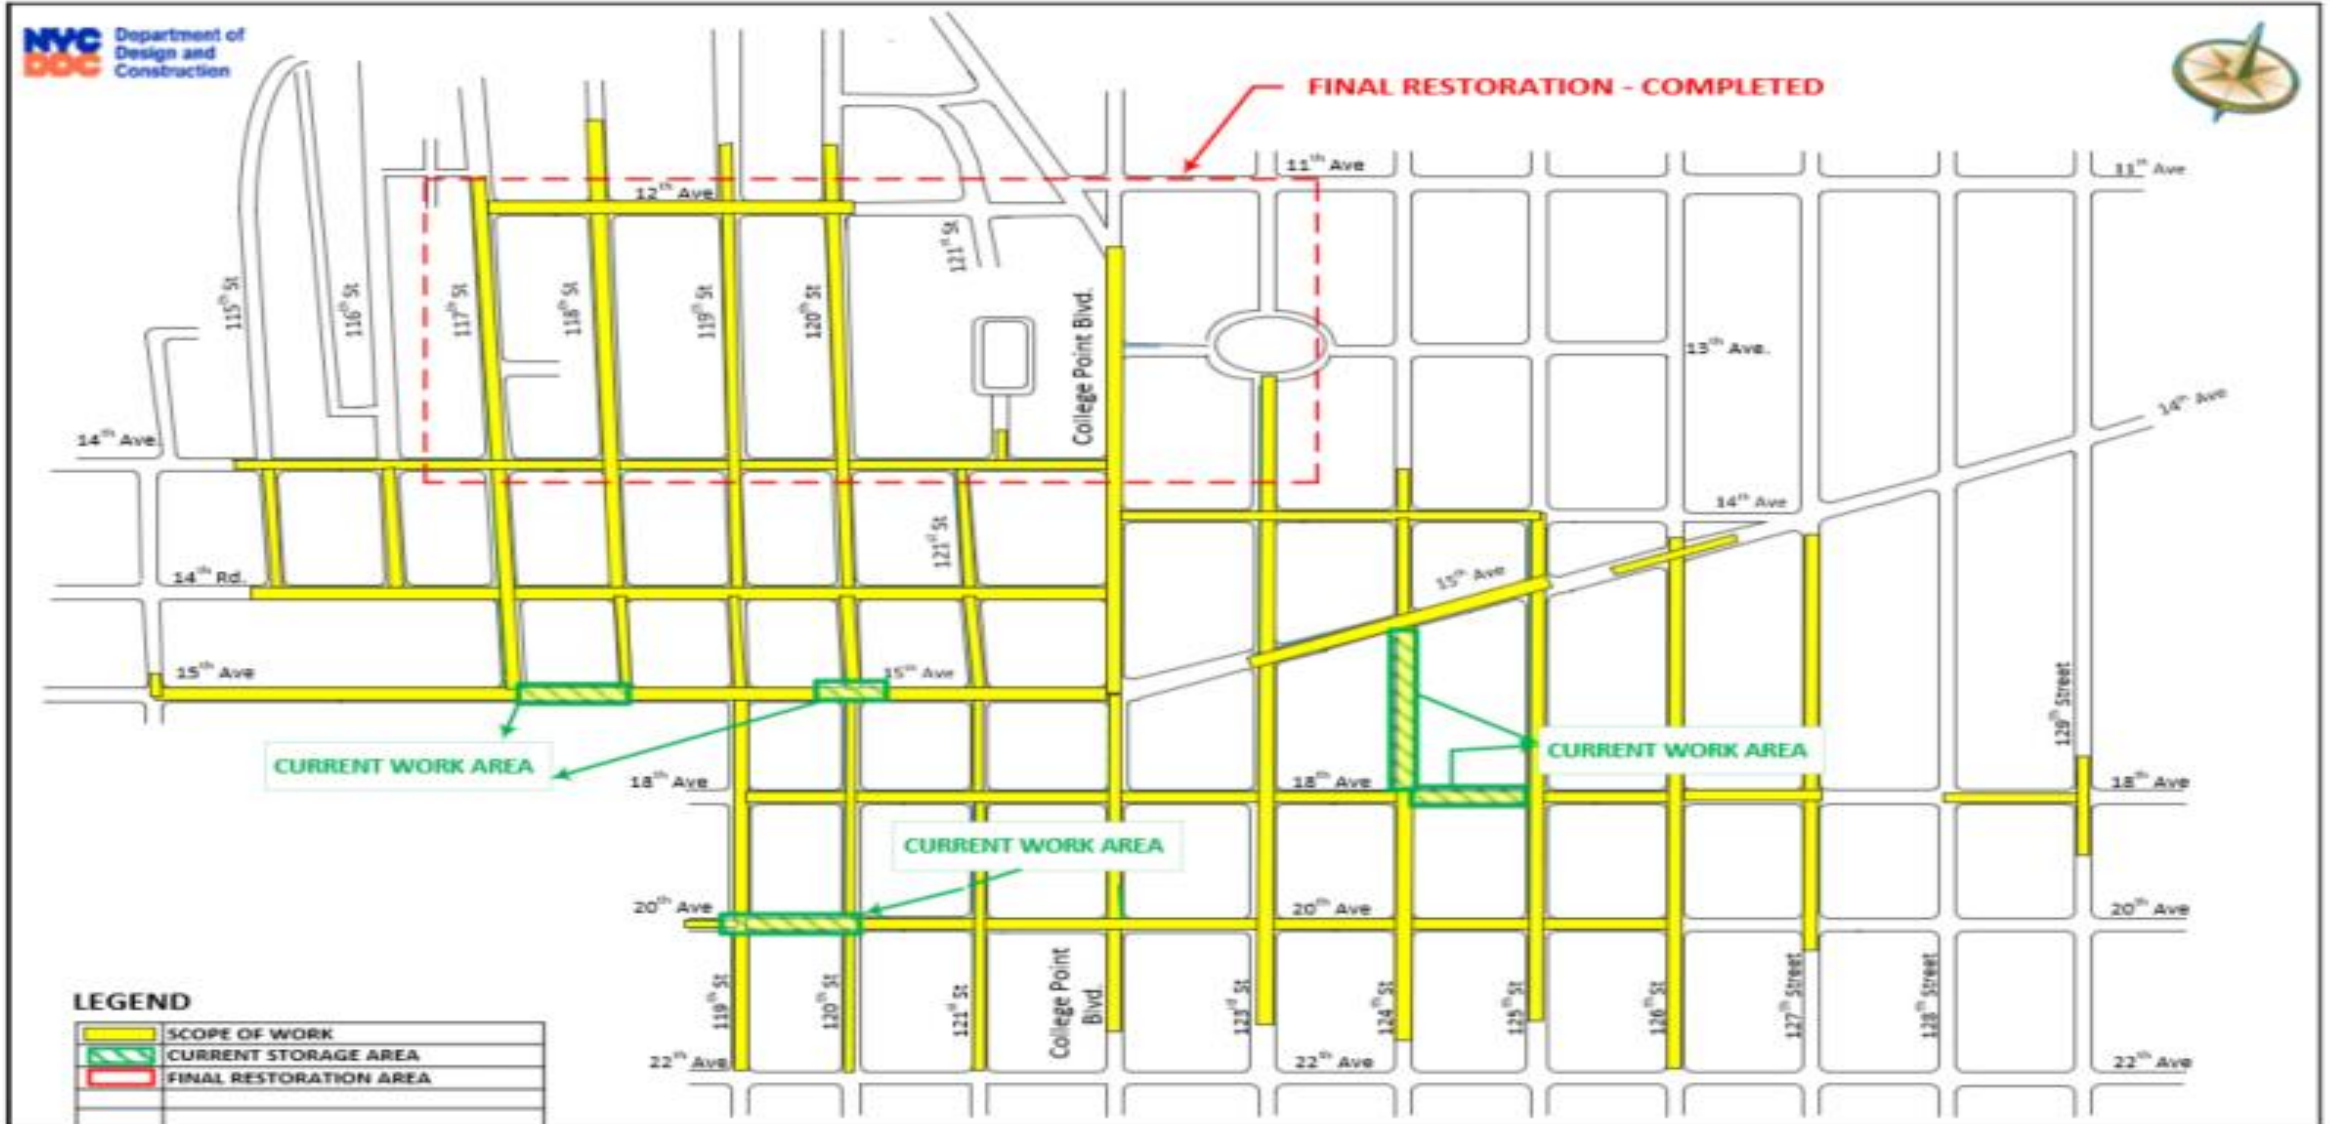 NYC Department of
DDC Design and
Construction
FINAL RESTORATION - COMPLETED
11th Ave
11th Ave
12th Ave
121st St
115th St
116th St
117th St
118th St
119th St
120th St
College Point Blvd.
13th Ave.
14th Ave
14th Ave.
14th Ave
121st St
14th Rd.
15th Ave
15th Ave
15th Ave
129th Street
CURRENT WORK AREA
CURRENT WORK AREA
18th Ave
18th Ave
18th Ave
CURRENT WORK AREA
20th Ave
20th Ave
20th Ave
119th St
120th St
121st St
College Point
Blvd.
123rd St
124th St
125th St
126th St
127th Street
128th Street
22th Ave
22th Ave
22th Ave
LEGEND
SCOPE OF WORK
CURRENT STORAGE AREA
FINAL RESTORATION AREA